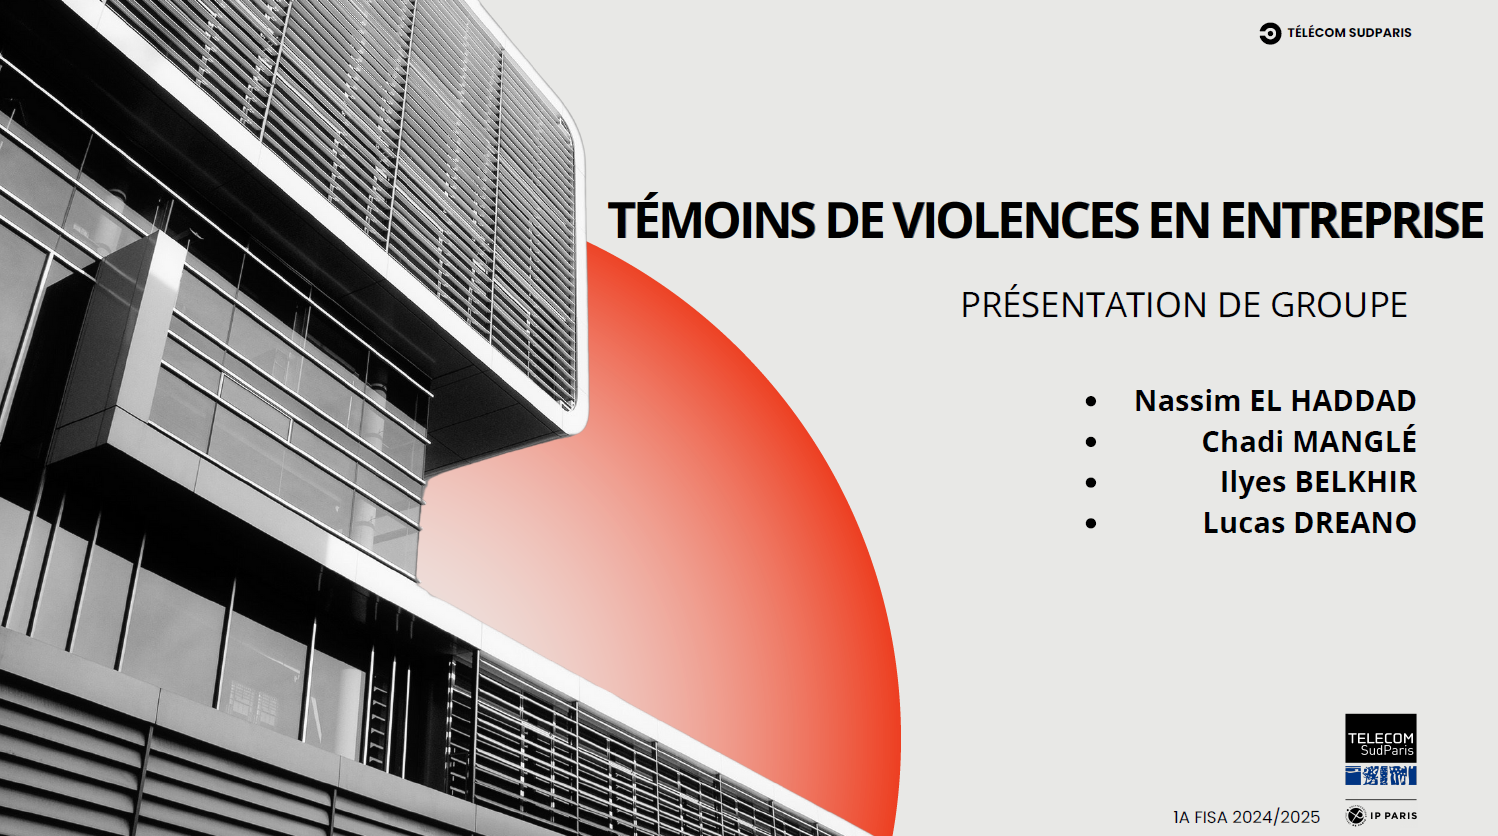 TÉLÉCOM SUDPARIS
TÉMOINS DE VIOLENCES EN ENTREPRISE
PRÉSENTATION DE GROUPE
• Nassim EL HADDAD
• Chadi MANGLÉ
• Ilyes BELKHIR
• Lucas DREANO
TELECOM
SudParis
IP PARIS
1A FISA 2024/2025